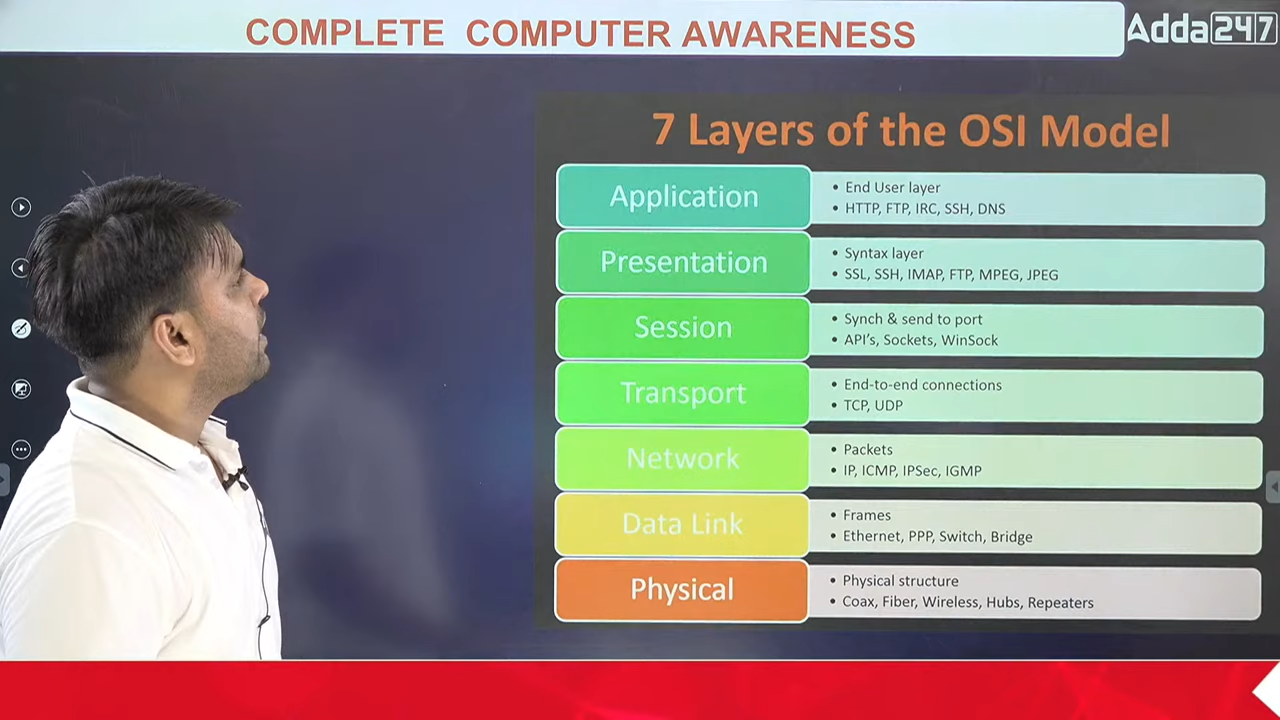 COMPLETE COMPUTER AWARENESS
Adda247
7 Layers of the OSI Model
Application
• End User layer
• HTTP, FTP, IRC, SSH, DNS
Presentation
• Syntax layer
• SSL, SSH, IMAP, FTP, MPEG, JPEG
Session
• Synch & send to port
• API's, Sockets, WinSock
Transport
• End-to-end connections
• TCP, UDP
Network
• Packets
• IP, ICMP, IPSec, IGMP
Data Link
• Frames
• Ethernet, PPP, Switch, Bridge
Physical
• Physical structure
• Coax, Fiber, Wireless, Hubs, Repeaters